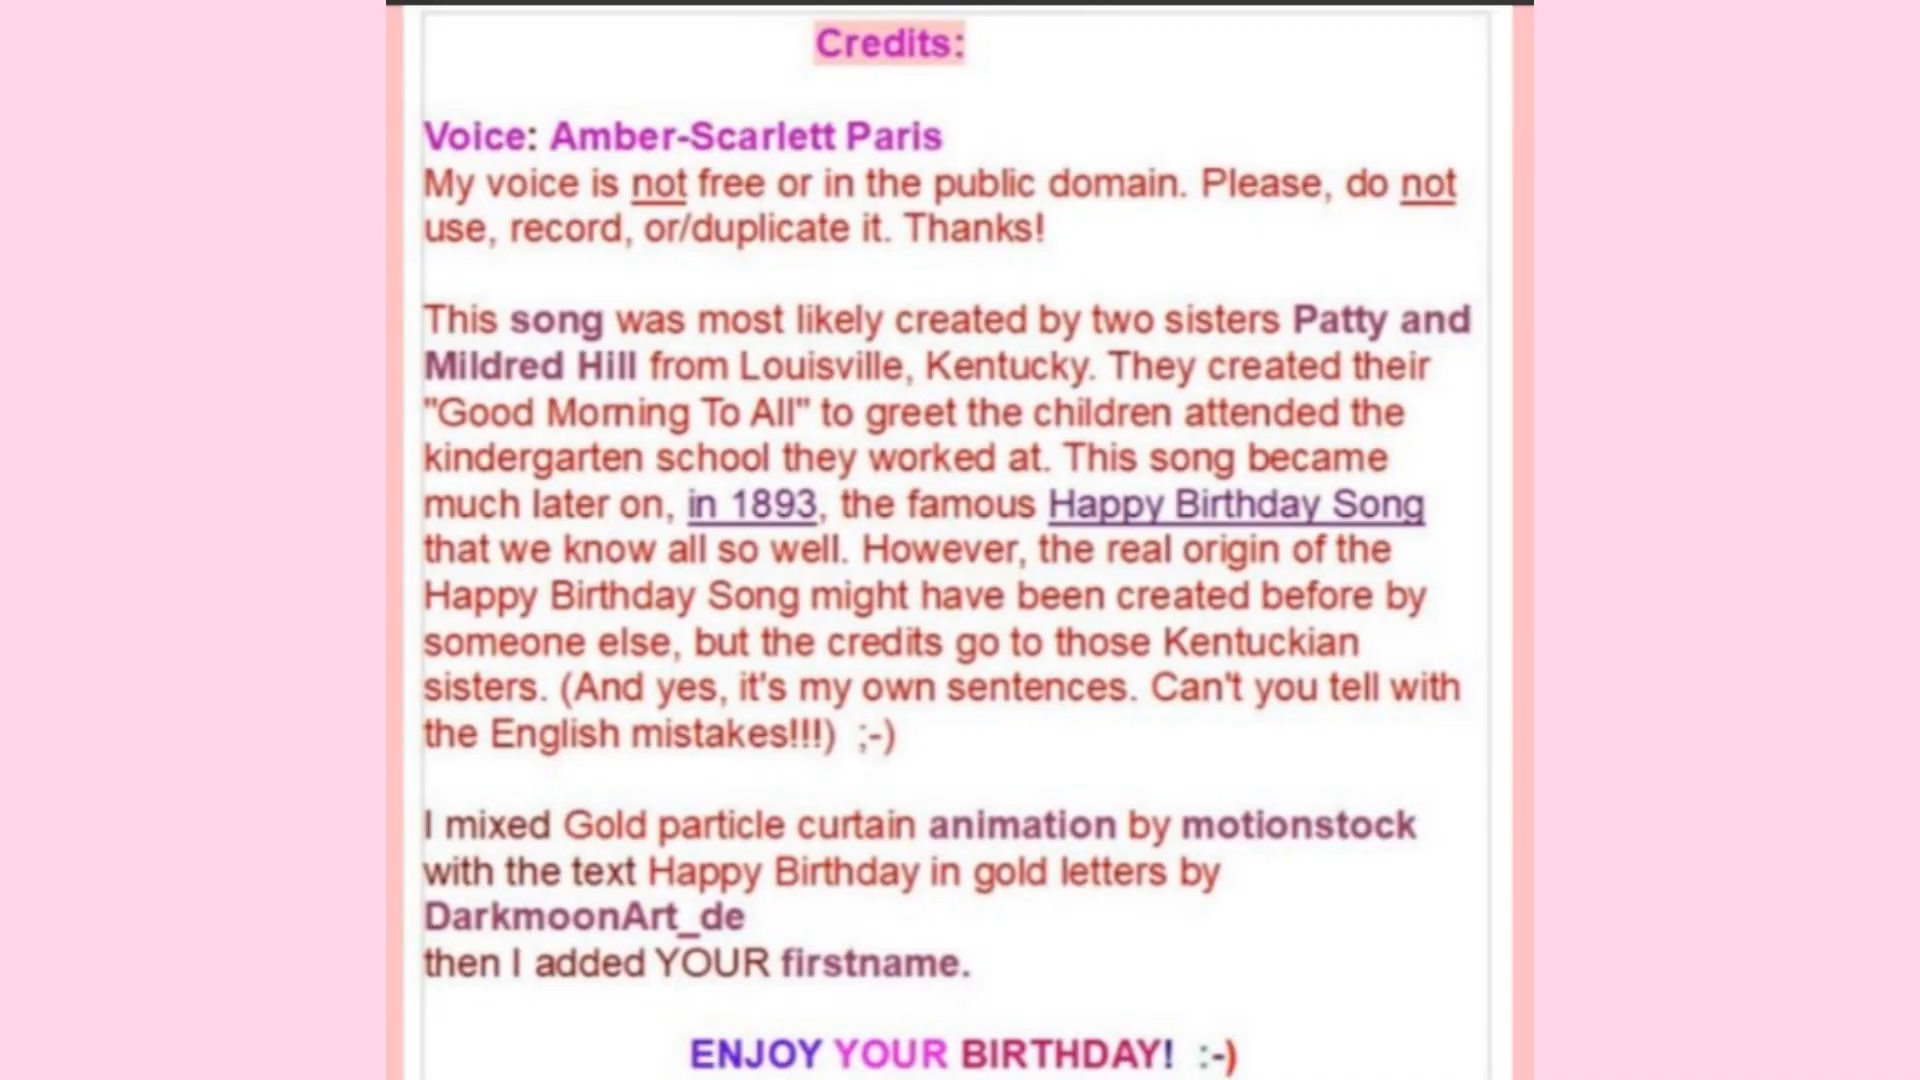 Credits:
Voice: Amber-Scarlett Paris
My voice is not free or in the public domain. Please, do not
use, record, or/duplicate it. Thanks!
This song was most likely created by two sisters Patty and
Mildred Hill from Louisville, Kentucky. They created their
"Good Morning To All" to greet the children attended the
kindergarten school they worked at. This song became
much later on, in 1893, the famous Happy Birthday Song
that we know all so well. However, the real origin of the
Happy Birthday Song might have been created before by
someone else, but the credits go to those Kentuckian
sisters. (And yes, it's my own sentences. Can't you tell with
the English mistakes!!!) ;-)
I mixed Gold particle curtain animation by motionstock
with the text Happy Birthday in gold letters by
DarkmoonArt_de
then I added YOUR firstname.
ENJOY YOUR BIRTHDAY! :-)